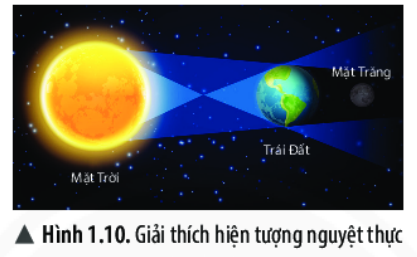 Mặt Trăng
Trái Đất
Mặt Trời
▲ Hình 1.10. Giải thích hiện tượng nguyệt thực